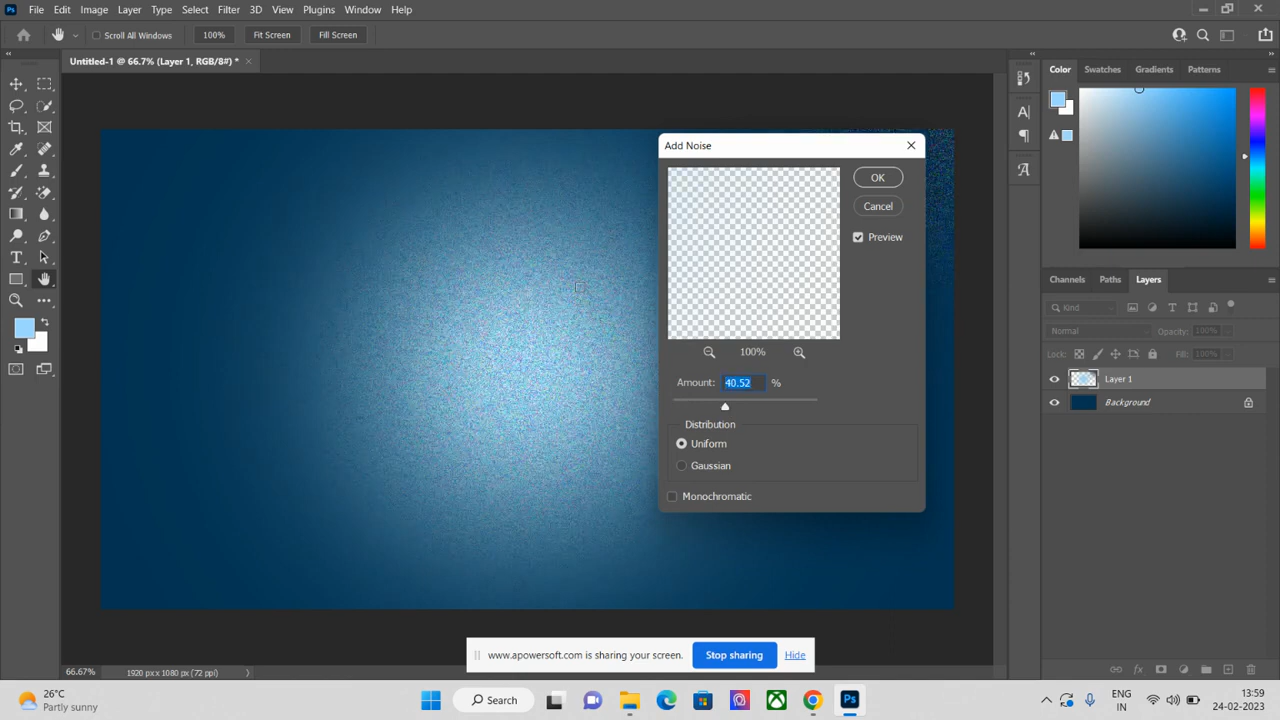 Ps File Edit Image Layer Type Select Filter 3D View Plugins Window Help
Scroll All Windows 100% Fit Screen Fill Screen
Untitled-1 @ 66.7% (Layer 1, RGB/8#) *
Add Noise
OK
Cancel
Preview
100%
Amount: 40.52 %
Distribution
Uniform
Gaussian
Monochromatic
Color Swatches Gradients Patterns
Channels Paths Layers
Kind
Normal Opacity: 100%
Lock: Fill: 100%
Layer 1
Background
www.apowersoft.com is sharing your screen. Stop sharing Hide
66.67% 1920 px x 1080 px (72 ppi)
26°C
Partly sunny
Search
Ps
ENG
IN
13:59
24-02-2023